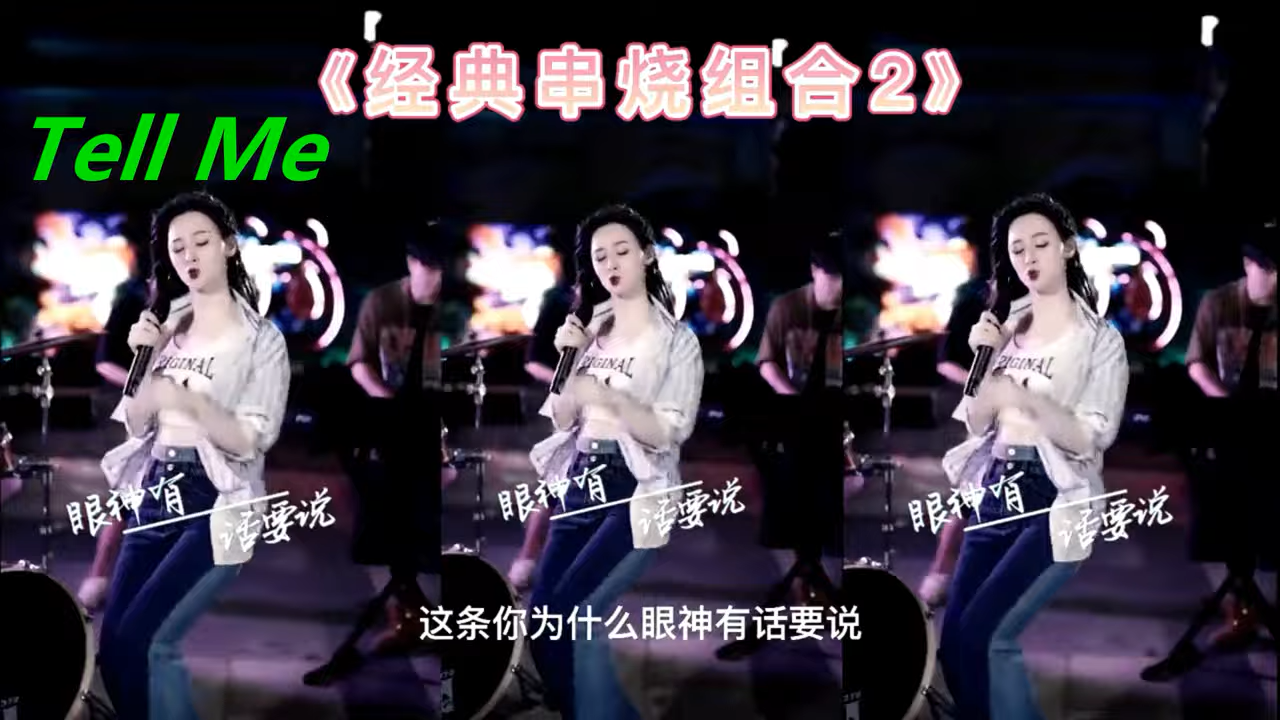 《经典串烧组合2》
Tell Me
ORIGINAL
RIGINAL
RIGINAL
眼神有
话要说
眼神有
话要说
眼神有
话要说
这条你为什么眼神有话要说